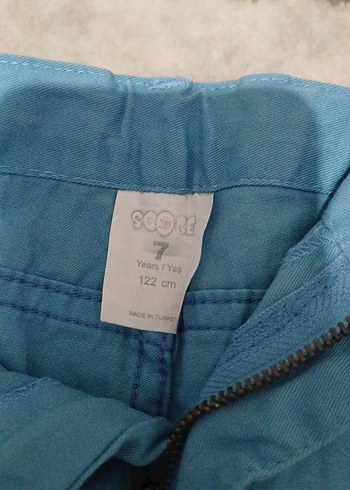 SCORE
7
Years / Yaş
122 cm
MADE IN TURKEY